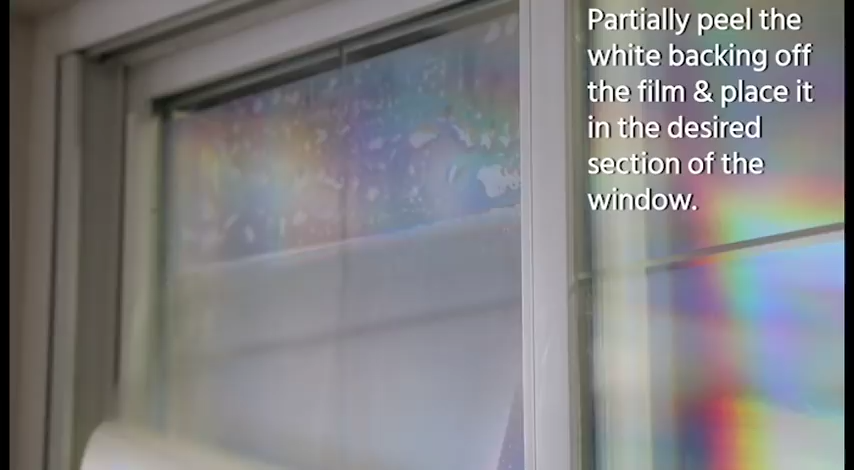 Partially peel the
white backing off
the film & place it
in the desired
section of the
window.